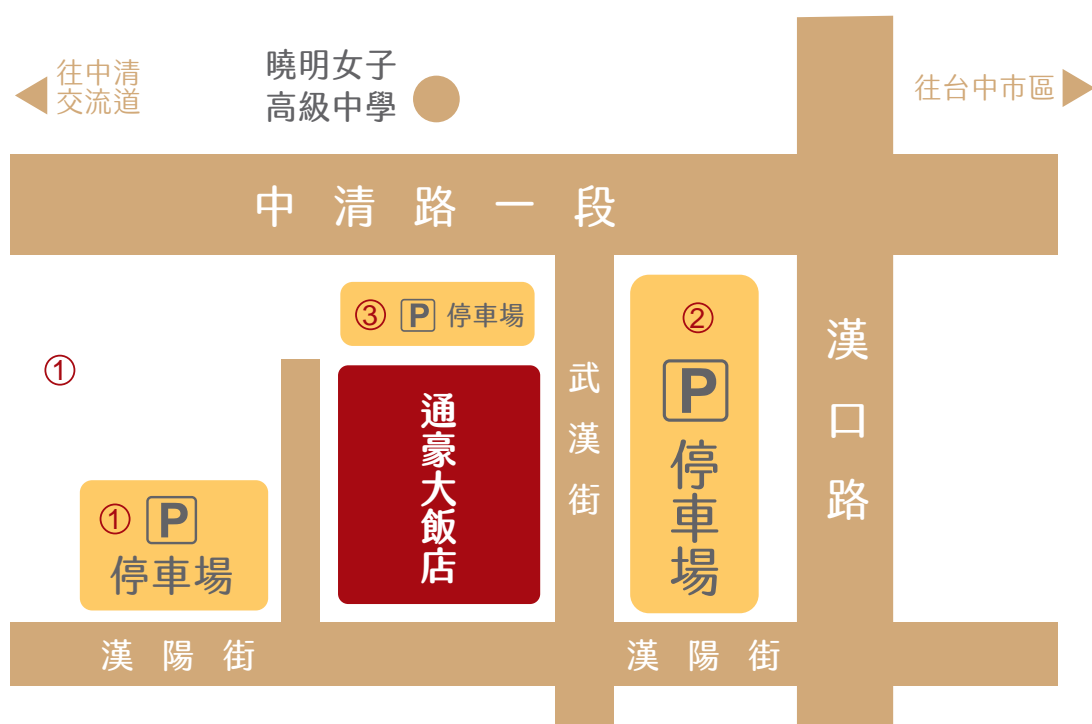 往中清
交流道
曉明女子
高級中學
往台中市區
中清路一段
③ P 停車場
②
P
停車場
漢口路
①
武漢街
通豪大飯店
① P
停車場
漢陽街
漢陽街